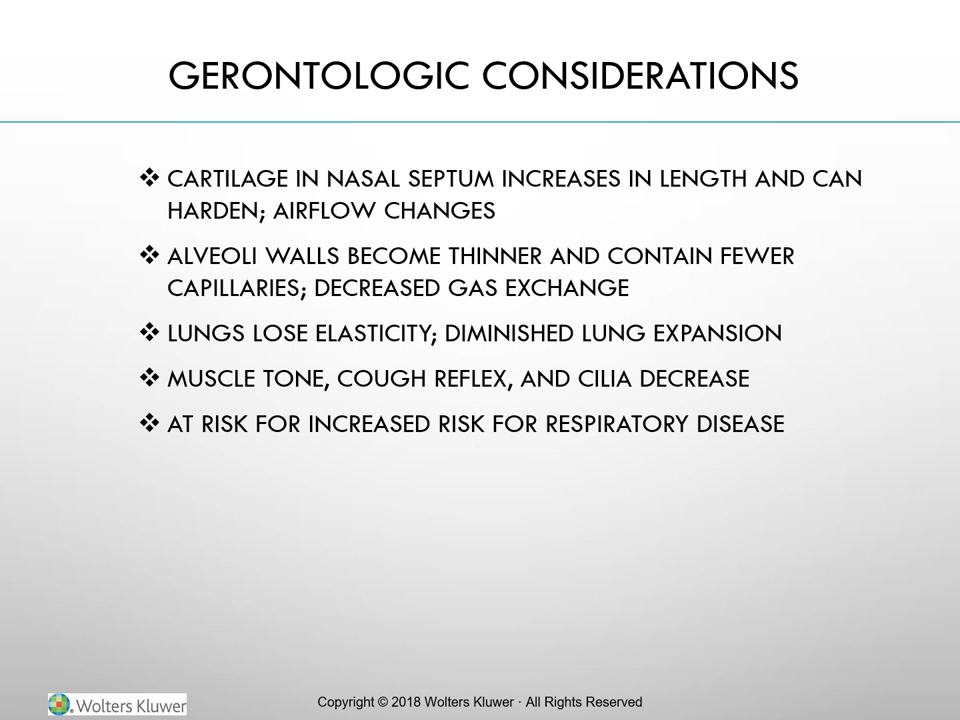 GERONTOLOGIC CONSIDERATIONS
❖ CARTILAGE IN NASAL SEPTUM INCREASES IN LENGTH AND CAN
HARDEN; AIRFLOW CHANGES
❖ ALVEOLI WALLS BECOME THINNER AND CONTAIN FEWER
CAPILLARIES; DECREASED GAS EXCHANGE
❖ LUNGS LOSE ELASTICITY; DIMINISHED LUNG EXPANSION
❖ MUSCLE TONE, COUGH REFLEX, AND CILIA DECREASE
❖ AT RISK FOR INCREASED RISK FOR RESPIRATORY DISEASE
Wolters Kluwer
Copyright © 2018 Wolters Kluwer · All Rights Reserved